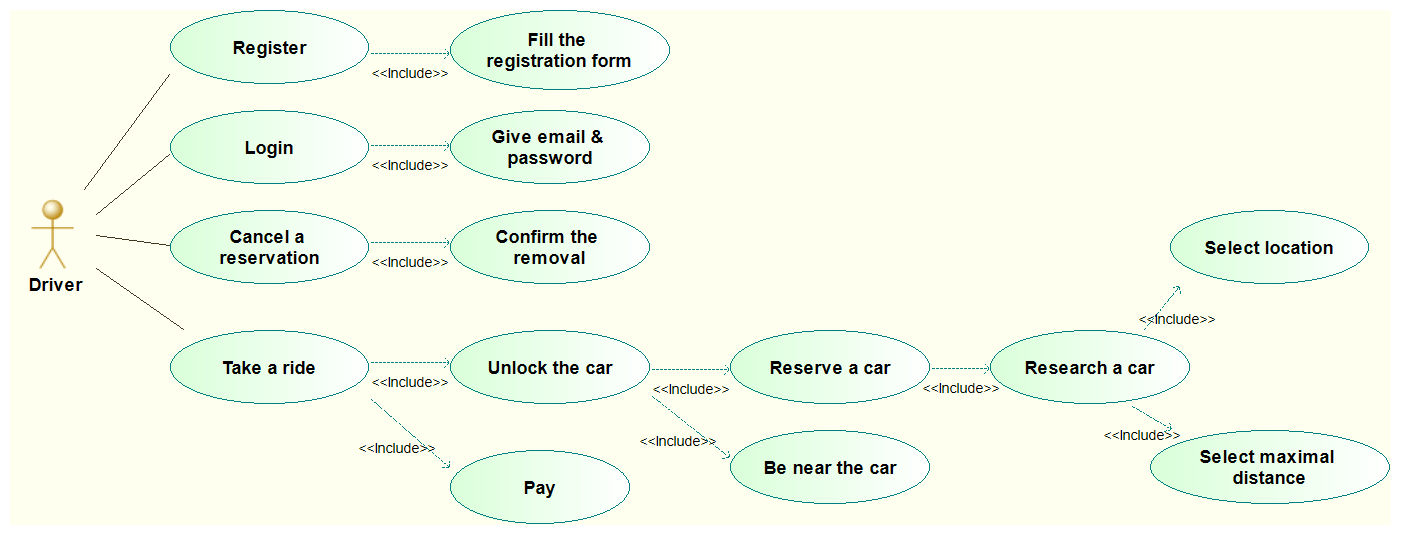 Register
Fill the
registration form
<<Include>>
Login
Give email &
password
<<Include>>
Cancel a
reservation
Confirm the
removal
<<Include>>
Select location
Driver
<<Include>>
Take a ride
Unlock the car
Reserve a car
Research a car
<<Include>>
<<Include>>
<<Include>>
<<Include>>
<<Include>>
<<Include>>
Pay
Be near the car
Select maximal
distance